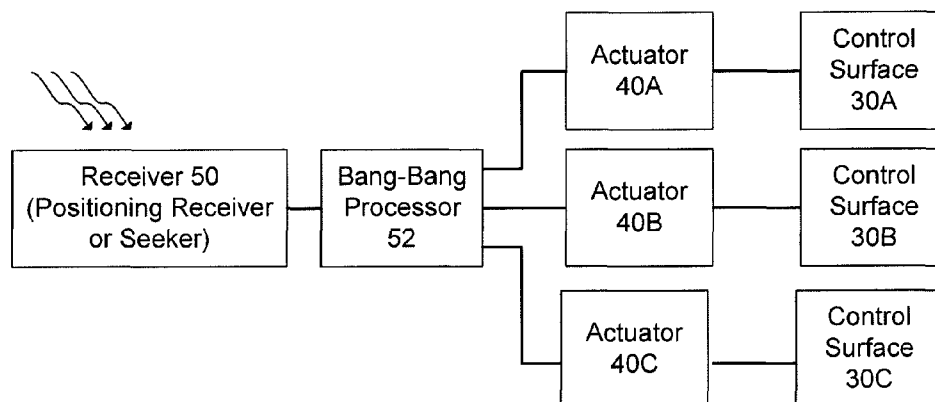 Receiver 50
(Positioning Receiver
or Seeker)
Bang-Bang
Processor
52
Actuator
40A
Control
Surface
30A
Actuator
40B
Control
Surface
30B
Actuator
40C
Control
Surface
30C